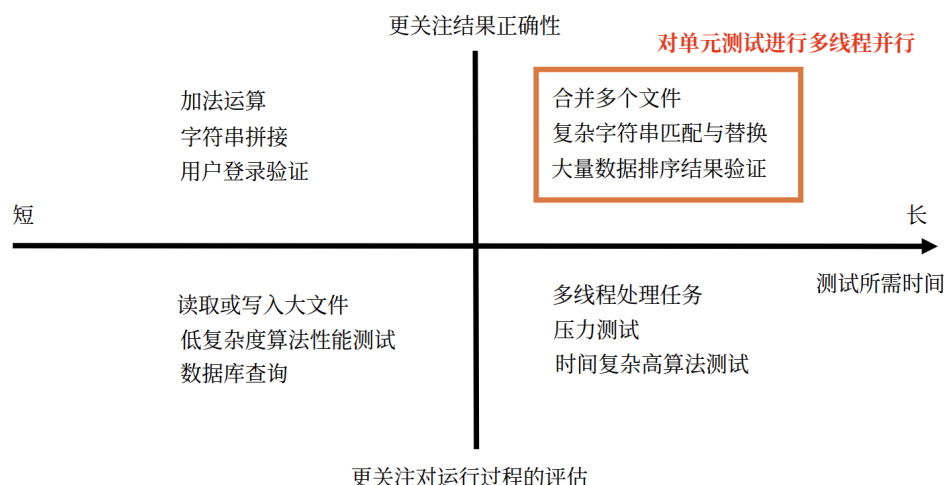 更关注结果正确性
对单元测试进行多线程并行
加法运算
字符串拼接
用户登录验证
合并多个文件
复杂字符串匹配与替换
大量数据排序结果验证
短
长
测试所需时间
读取或写入大文件
低复杂度算法性能测试
数据库查询
多线程处理任务
压力测试
时间复杂高算法测试
更关注对运行过程的评估